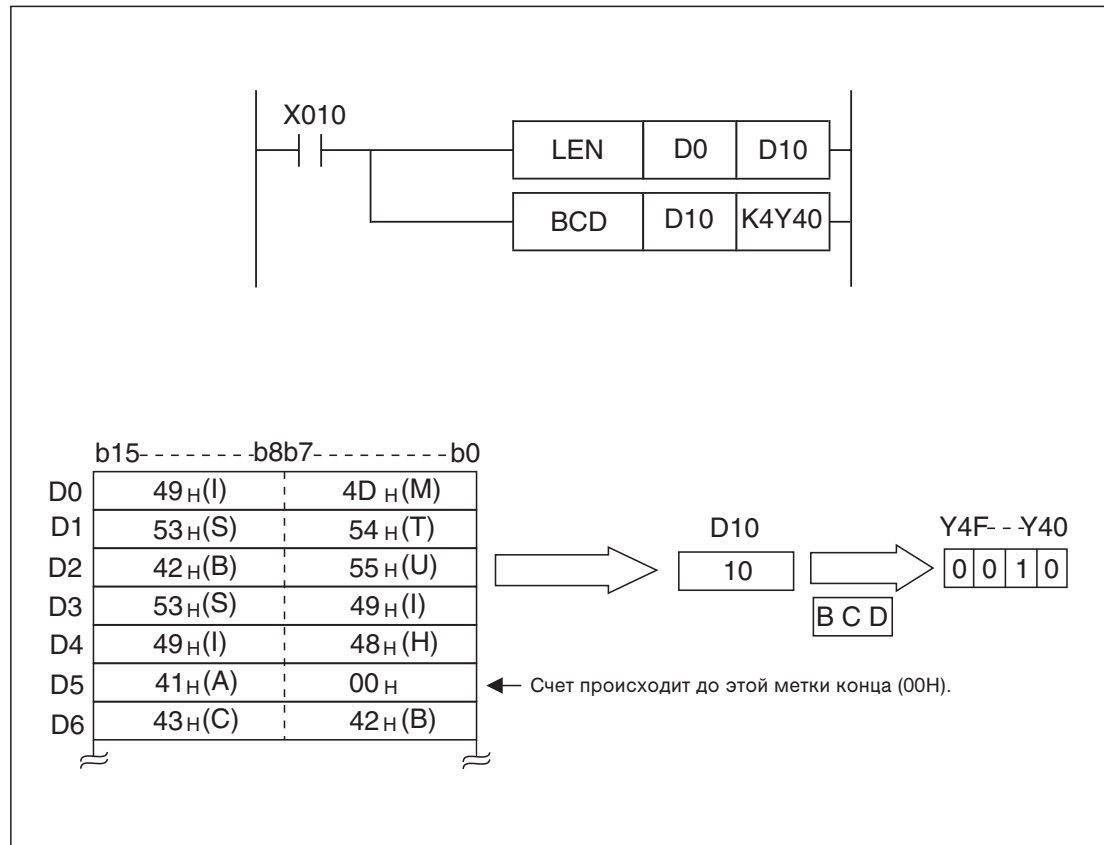 X010
LEN D0 D10
BCD D10 K4Y40
b15--------b8b7---------b0
D0 49H(I) 4DH(M)
D1 53H(S) 54H(T)
D2 42H(B) 55H(U)
D3 53H(S) 49H(I)
D4 49H(I) 48H(H)
D5 41H(A) 00H
D6 43H(C) 42H(B)
D10
10
BCD
Y4F---Y40
0 0 1 0
Счет происходит до этой метки конца (00H).